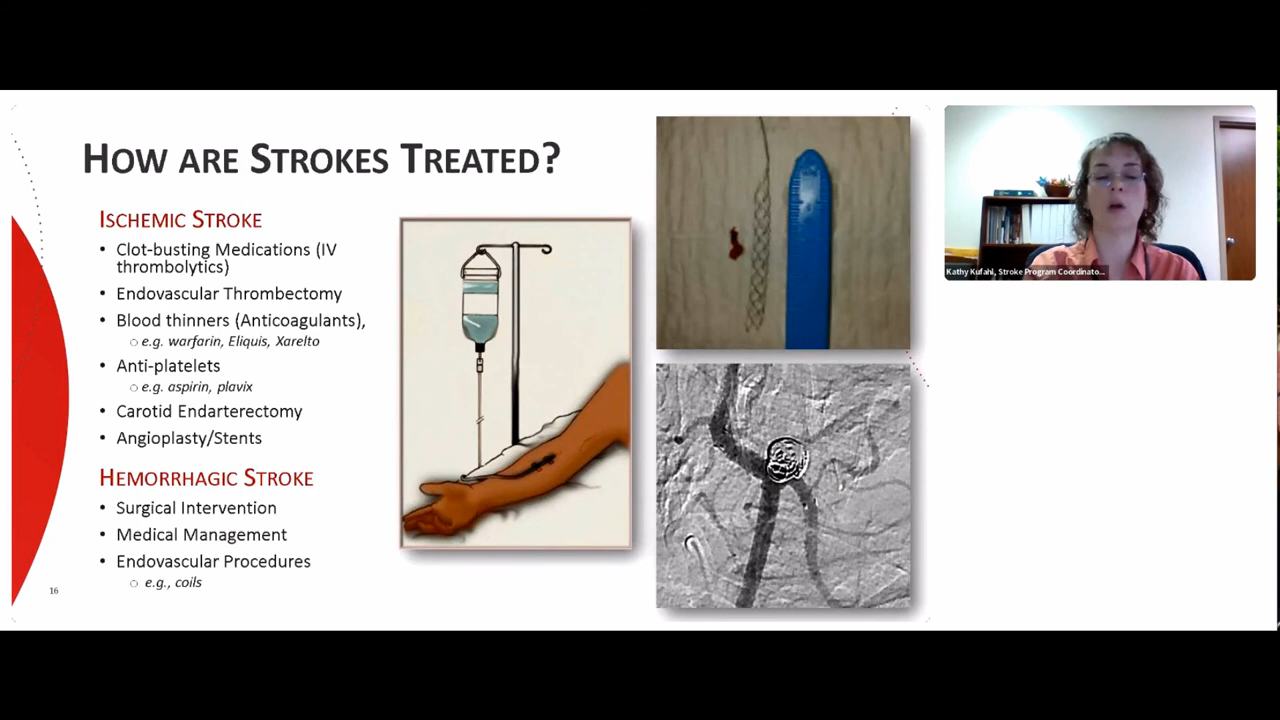 HOW ARE STROKES TREATED?
ISCHEMIC STROKE
• Clot-busting Medications (IV
thrombolytics)
• Endovascular Thrombectomy
• Blood thinners (Anticoagulants),
○ e.g. warfarin, Eliquis, Xarelto
• Anti-platelets
○ e.g. aspirin, plavix
• Carotid Endarterectomy
• Angioplasty/Stents
HEMORRHAGIC STROKE
• Surgical Intervention
• Medical Management
• Endovascular Procedures
○ e.g., coils
16
Kathy Kufahl, Stroke Program Coordinato...